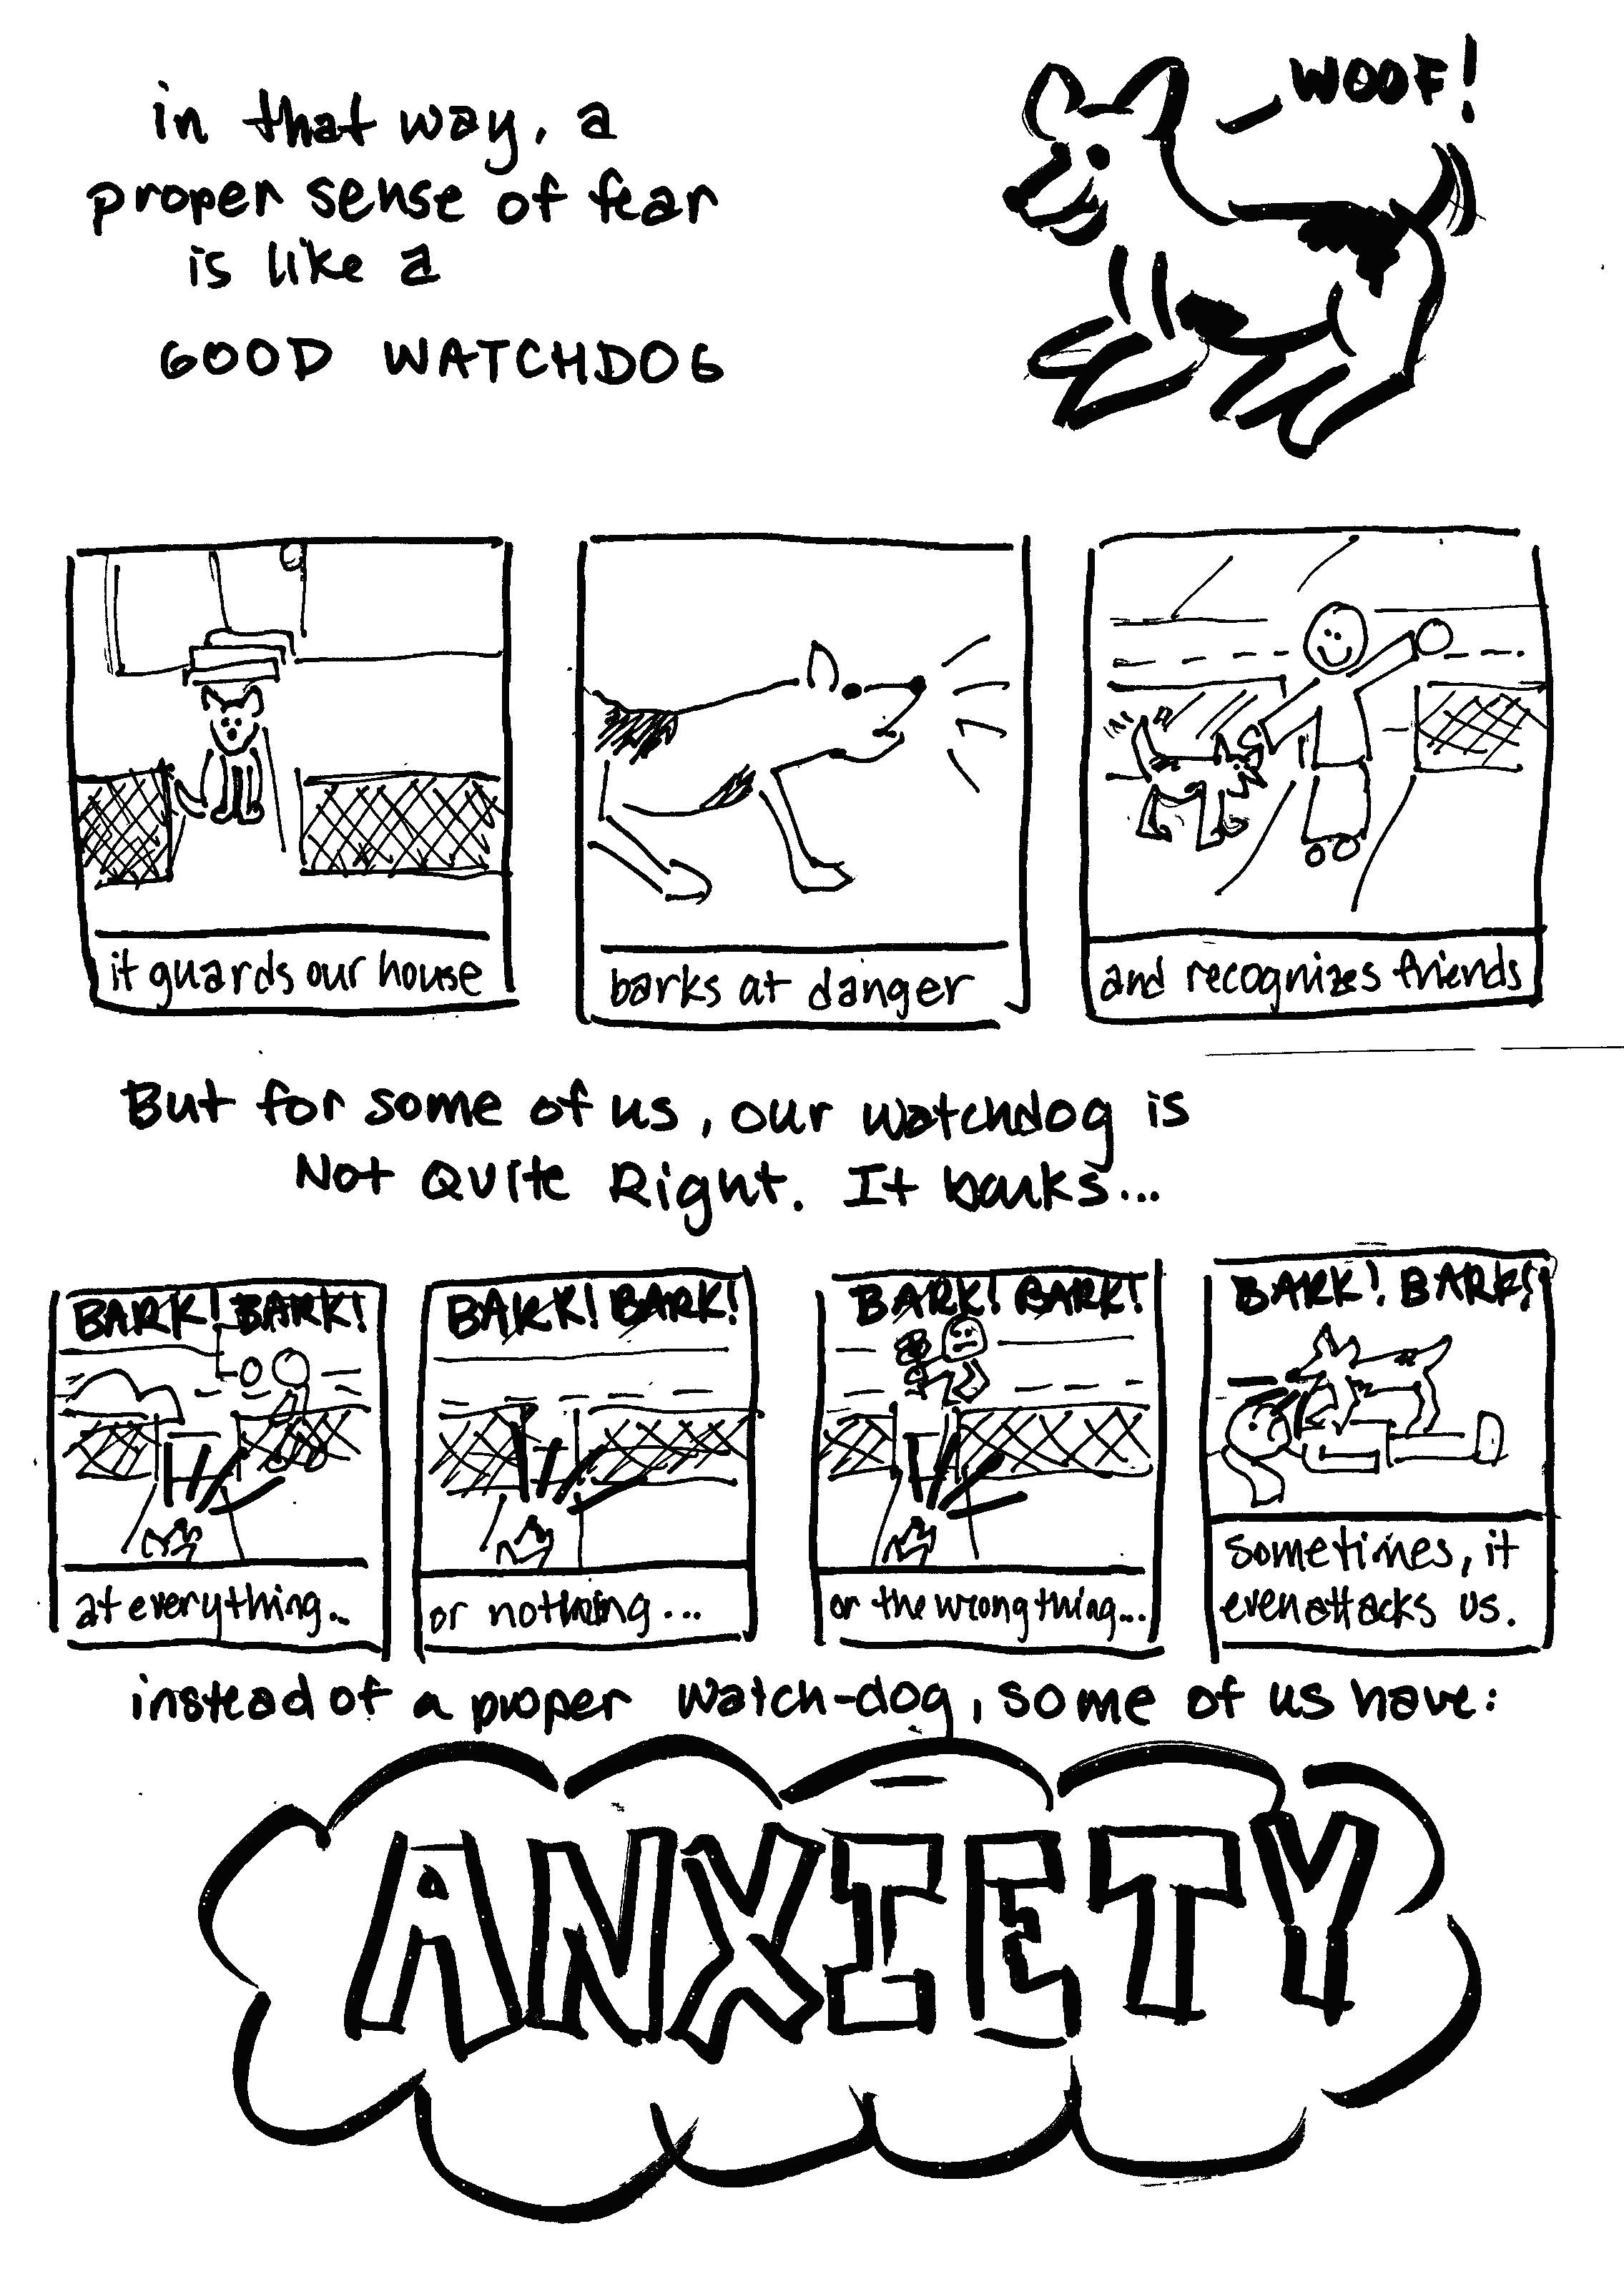 in that way, a
WOOF!
proper sense of fear
is like a
GOOD WATCHDOG
it guards our house
barks at danger
and recognizes friends
But for some of us, our watchdog is
Not Quite Right. It barks...
BARK! BARK!
at everything...
BARK! BARK!
or nothing...
BARK! BARK!
or the wrong thing...
BARK! BARK!
Sometimes, it
even attacks us.
instead of a proper watch-dog, some of us have:
ANXIETY